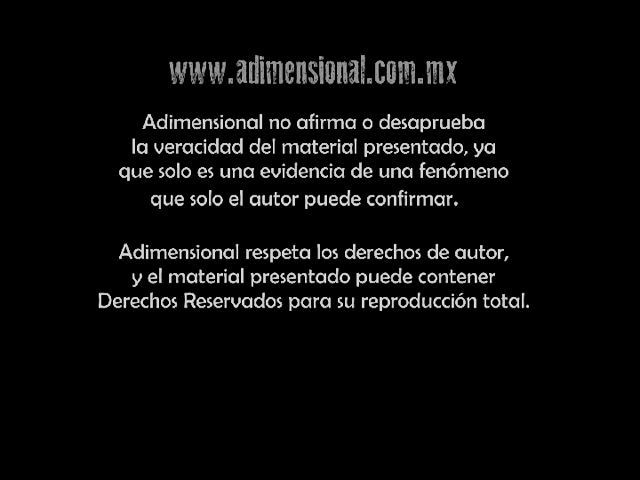 www.adimensional.com.mx
Adimensional no afirma o desaprueba
la veracidad del material presentado, ya
que solo es una evidencia de una fenómeno
que solo el autor puede confirmar.
Adimensional respeta los derechos de autor,
y el material presentado puede contener
Derechos Reservados para su reproducción total.